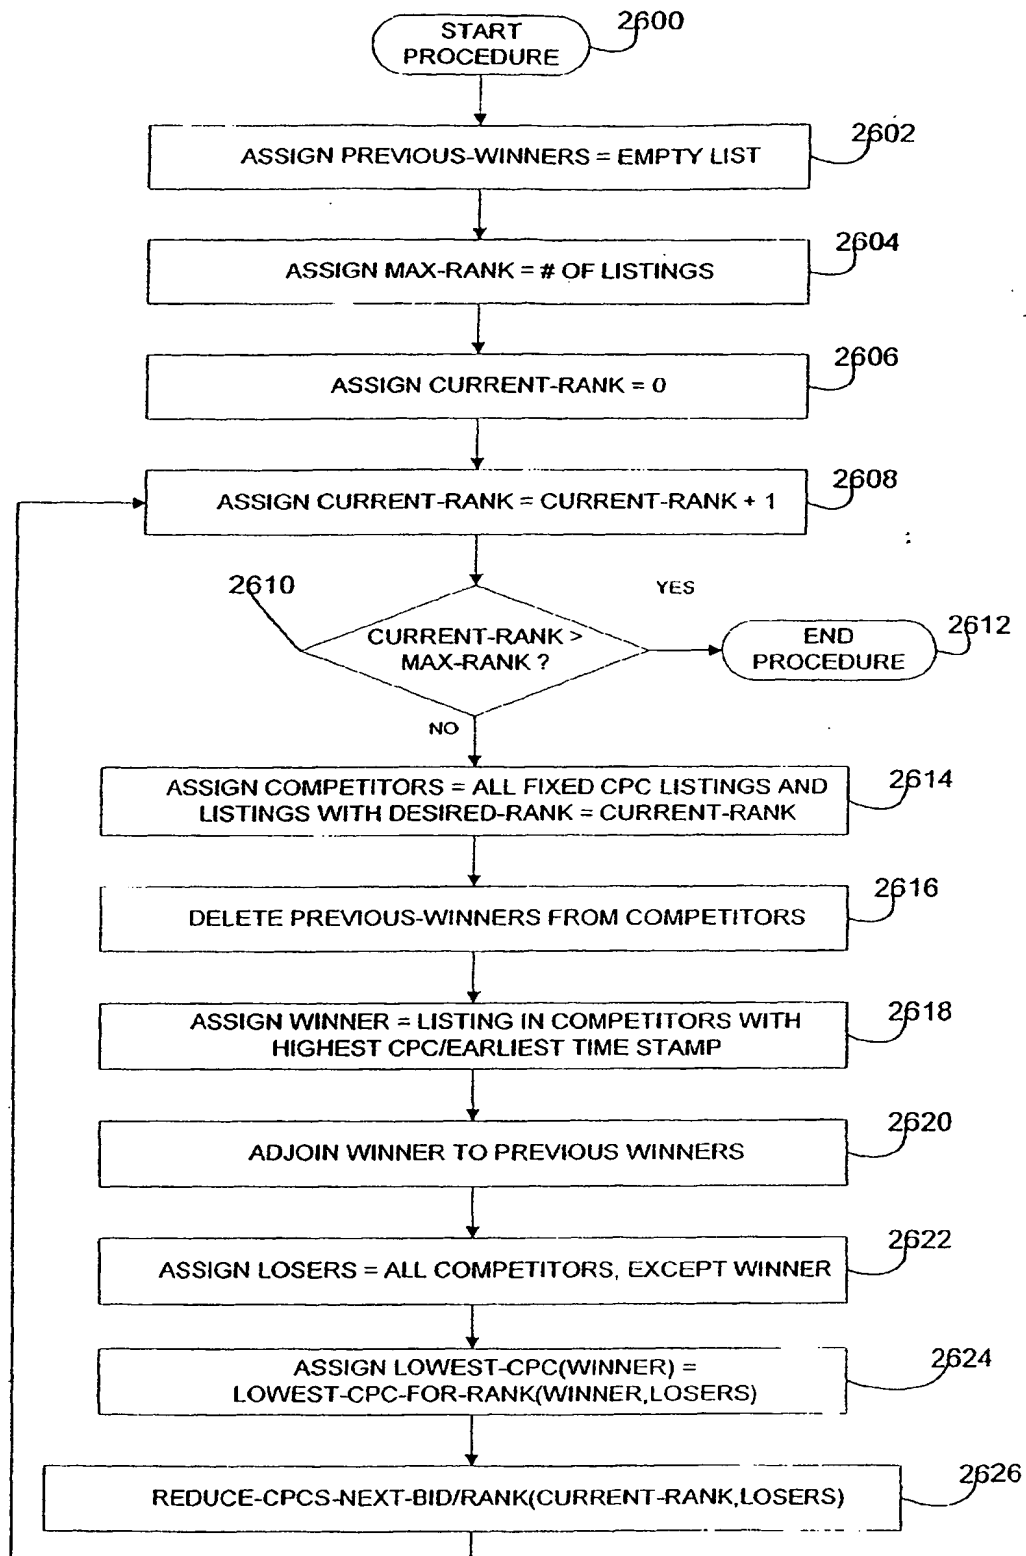 START
PROCEDURE
2600
ASSIGN PREVIOUS-WINNERS = EMPTY LIST
2602
ASSIGN MAX-RANK = # OF LISTINGS
2604
ASSIGN CURRENT-RANK = 0
2606
ASSIGN CURRENT-RANK = CURRENT-RANK + 1
2608
2610
CURRENT-RANK >
MAX-RANK ?
YES
END
PROCEDURE
2612
NO
ASSIGN COMPETITORS = ALL FIXED CPC LISTINGS AND
LISTINGS WITH DESIRED-RANK = CURRENT-RANK
2614
DELETE PREVIOUS-WINNERS FROM COMPETITORS
2616
ASSIGN WINNER = LISTING IN COMPETITORS WITH
HIGHEST CPC/EARLIEST TIME STAMP
2618
ADJOIN WINNER TO PREVIOUS WINNERS
2620
ASSIGN LOSERS = ALL COMPETITORS, EXCEPT WINNER
2622
ASSIGN LOWEST-CPC(WINNER) =
LOWEST-CPC-FOR-RANK(WINNER,LOSERS)
2624
REDUCE-CPCS-NEXT-BID/RANK(CURRENT-RANK,LOSERS)
2626